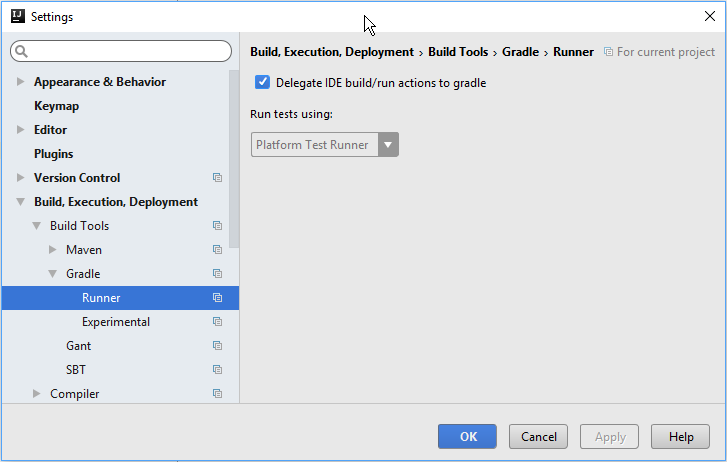 Settings
Build, Execution, Deployment › Build Tools › Gradle › Runner For current project
Appearance & Behavior
Keymap
Editor
Plugins
Version Control
Build, Execution, Deployment
Build Tools
Maven
Gradle
Runner
Experimental
Gant
SBT
Compiler
Delegate IDE build/run actions to gradle
Run tests using:
Platform Test Runner
OK
Cancel
Apply
Help